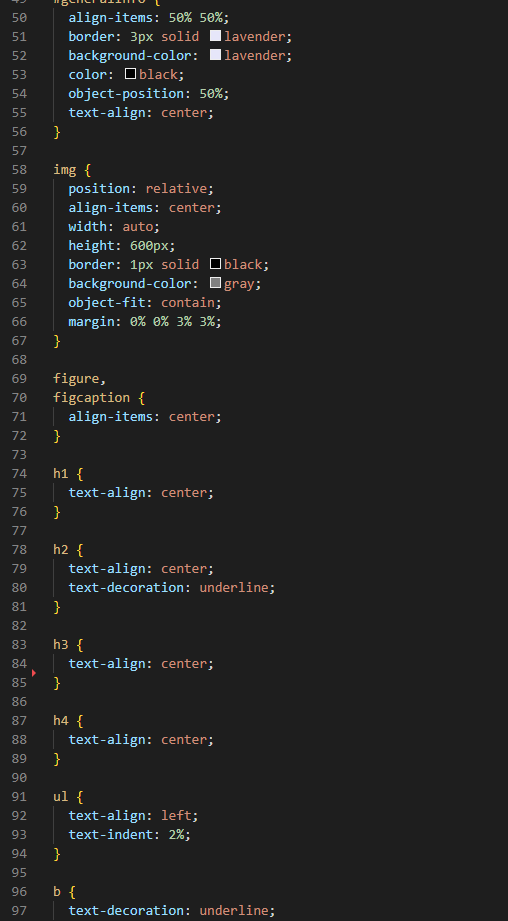 49 #generalinfo {
50 align-items: 50% 50%;
51 border: 3px solid lavender;
52 background-color: lavender;
53 color: black;
54 object-position: 50%;
55 text-align: center;
56 }
57
58 img {
59 position: relative;
60 align-items: center;
61 width: auto;
62 height: 600px;
63 border: 1px solid black;
64 background-color: gray;
65 object-fit: contain;
66 margin: 0% 0% 3% 3%;
67 }
68
69 figure,
70 figcaption {
71 align-items: center;
72 }
73
74 h1 {
75 text-align: center;
76 }
77
78 h2 {
79 text-align: center;
80 text-decoration: underline;
81 }
82
83 h3 {
84 text-align: center;
85 }
86
87 h4 {
88 text-align: center;
89 }
90
91 ul {
92 text-align: left;
93 text-indent: 2%;
94 }
95
96 b {
97 text-decoration: underline;